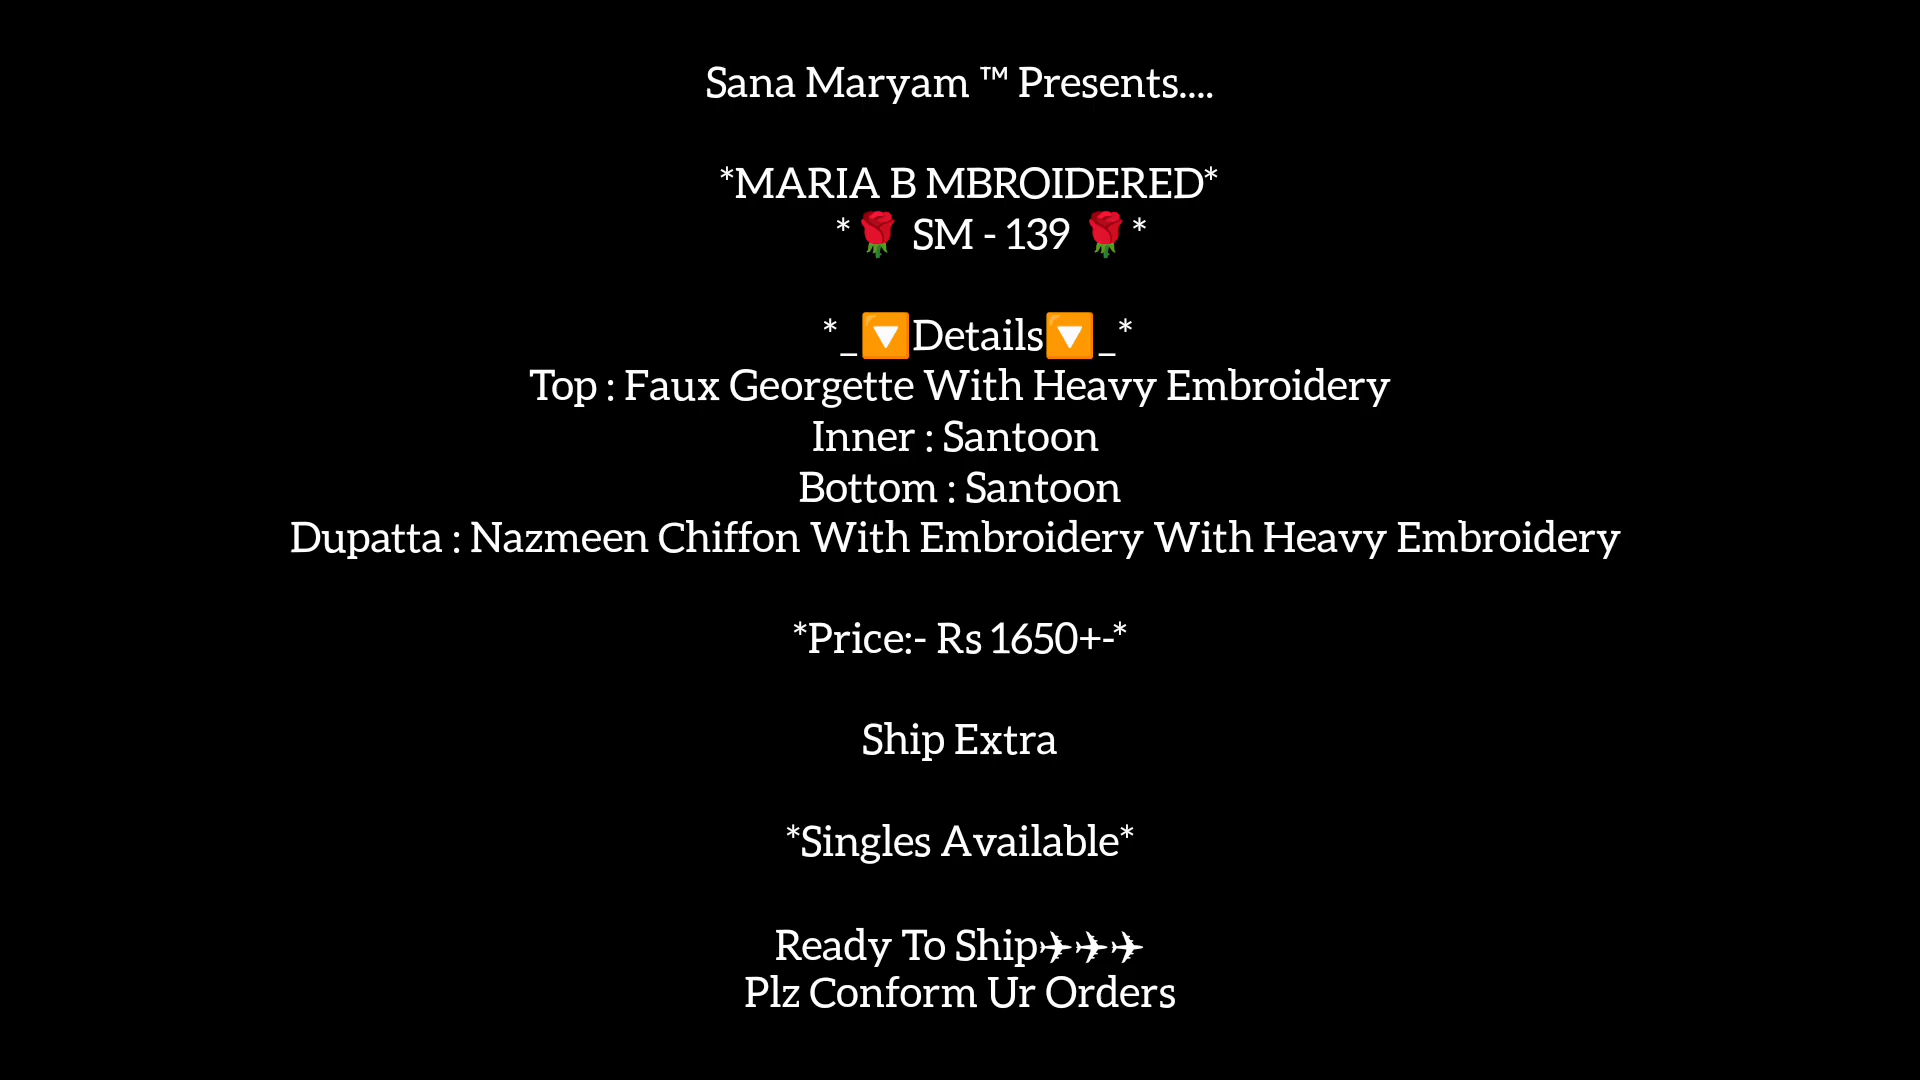 Sana Maryam ™ Presents....
*MARIA B MBROIDERED*
*🌹 SM - 139 🌹*
*_🔽Details🔽_*
Top : Faux Georgette With Heavy Embroidery
Inner : Santoon
Bottom : Santoon
Dupatta : Nazmeen Chiffon With Embroidery With Heavy Embroidery
*Price:- Rs 1650+-*
Ship Extra
*Singles Available*
Ready To Ship✈✈✈
Plz Conform Ur Orders